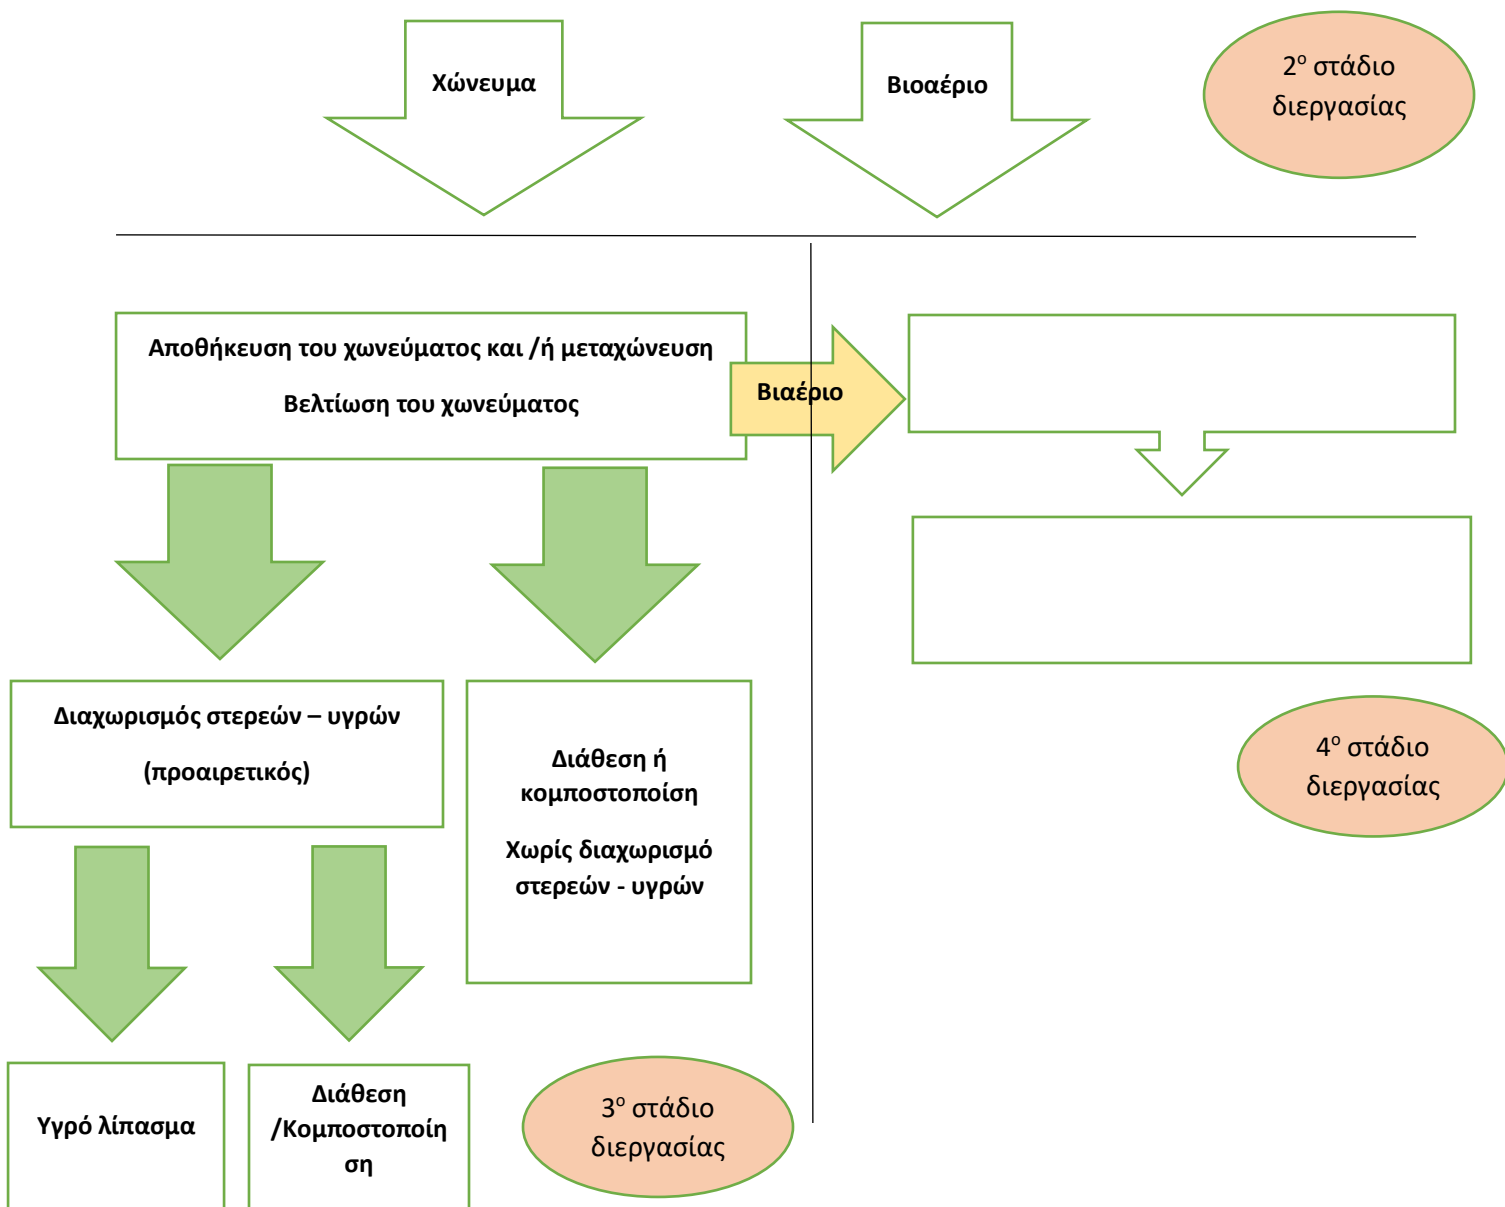 Χώνευμα
Βιοαέριο
2ο στάδιο
διεργασίας
Αποθήκευση του χωνεύματος και /ή μεταχώνευση
Βελτίωση του χωνεύματος
Βιαέριο
Διαχωρισμός στερεών – υγρών
(προαιρετικός)
Διάθεση ή
κομποστοποίση
Χωρίς διαχωρισμό
στερεών - υγρών
4ο στάδιο
διεργασίας
Υγρό λίπασμα
Διάθεση
/Κομποστοποίη
ση
3ο στάδιο
διεργασίας